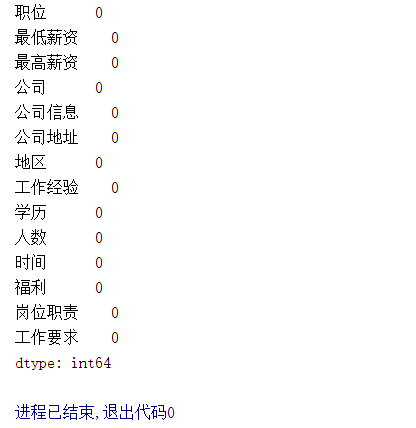 职位      0
最低薪资    0
最高薪资    0
公司      0
公司信息    0
公司地址    0
地区      0
工作经验    0
学历      0
人数      0
时间      0
福利      0
岗位职责    0
工作要求    0
dtype: int64
进程已结束,退出代码0